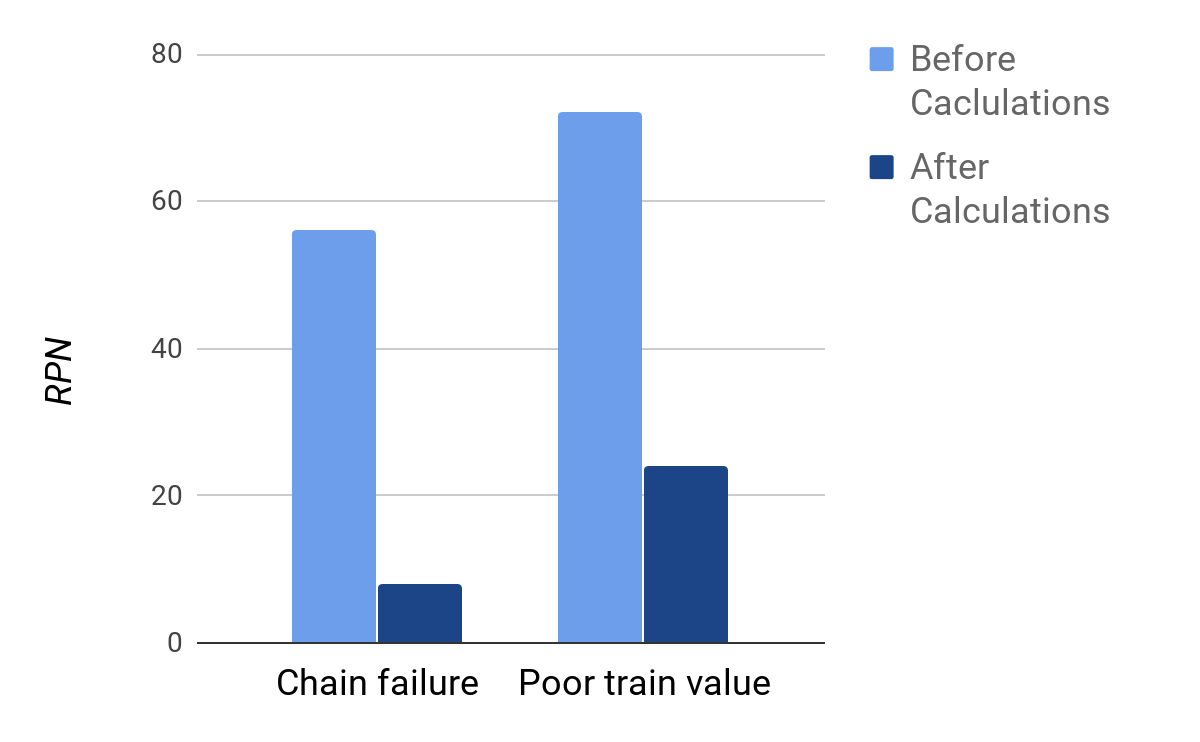 80
60
40
20
0
RPN
Chain failure
Poor train value
Before
Caclulations
After
Calculations